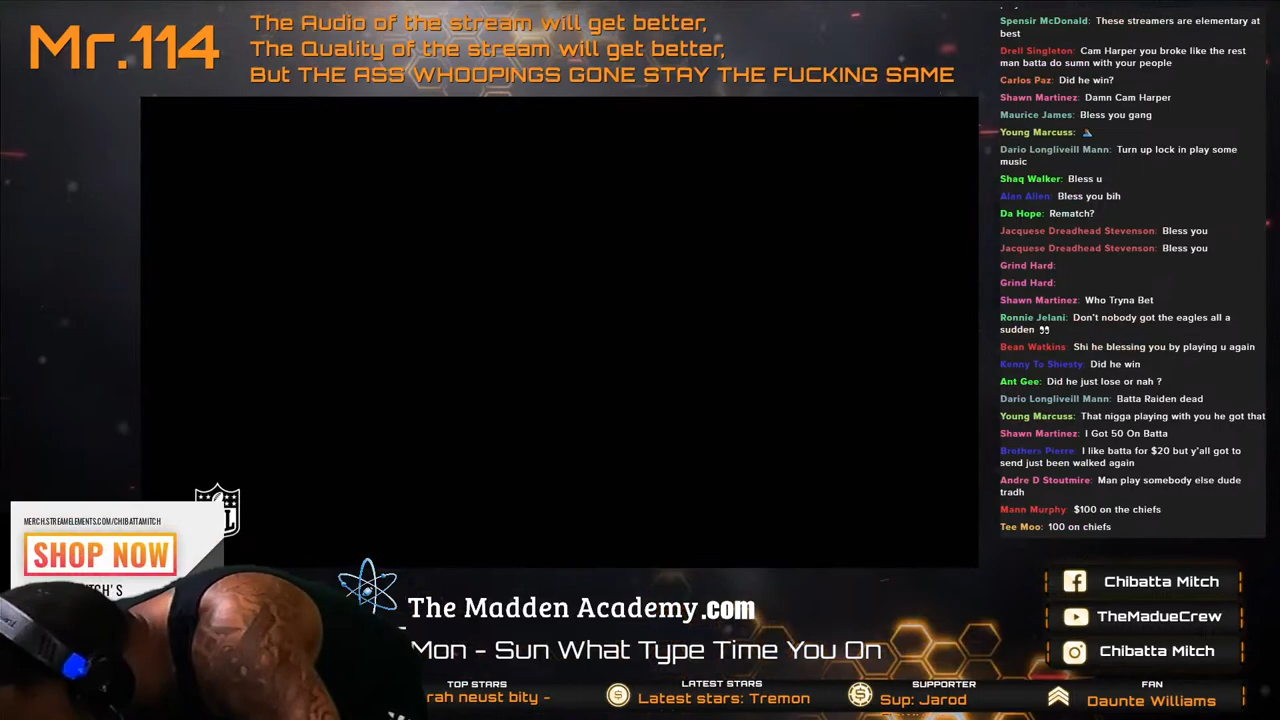 Mr.114
The Audio of the stream will get better,
The Quality of the stream will get better,
But THE ASS WHOOPINGS GONE STAY THE FUCKING SAME
Spensir McDonald: These streamers are elementary at
best
Drell Singleton: Cam Harper you broke like the rest
man batta do sumn with your people
Carlos Paz: Did he win?
Shawn Martinez: Damn Cam Harper
Maurice James: Bless you gang
Young Marcuss:
Dario Longliveill Mann: Turn up lock in play some
music
Shaq Walker: Bless u
Alan Allen: Bless you bih
Da Hope: Rematch?
Jacquese Dreadhead Stevenson: Bless you
Jacquese Dreadhead Stevenson: Bless you
Grind Hard:
Grind Hard:
Shawn Martinez: Who Tryna Bet
Ronnie Jelani: Don't nobody got the eagles all a
sudden 👀
Bean Watkins: Shi he blessing you by playing u again
Kenny To Shiesty: Did he win
Ant Gee: Did he just lose or nah ?
Dario Longliveill Mann: Batta Raiden dead
Young Marcuss: That nigga playing with you he got that
Shawn Martinez: I Got 50 On Batta
Brothers Pierre: I like batta for $20 but y'all got to
send just been walked again
Andre D Stoutmire: Man play somebody else dude
tradh
Mann Murphy: $100 on the chiefs
Tee Moo: 100 on chiefs
MERCH.STREAMELEMENTS.COM/CHIBATTAMITCH
SHOP NOW
The Madden Academy.com
Mon - Sun What Type Time You On
Chibatta Mitch
TheMadueCrew
Chibatta Mitch
TOP STARS
rah neust bity -
LATEST STARS
Latest stars: Tremon
SUPPORTER
Sup: Jarod
FAN
Daunte Williams